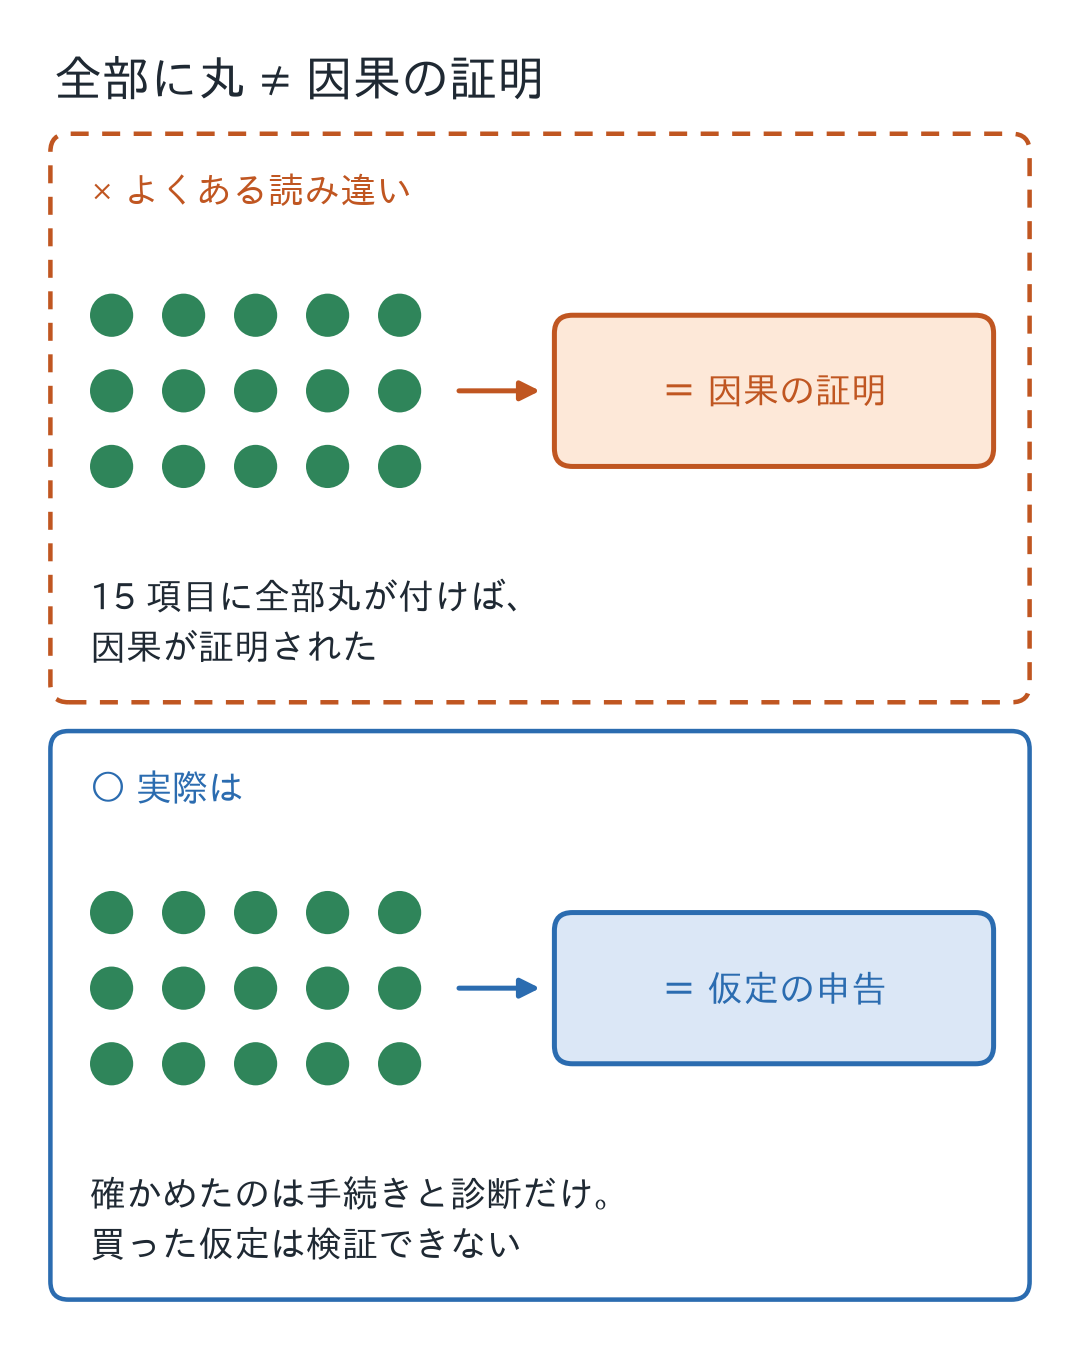 全部に丸 ≠ 因果の証明
× よくある読み違い
= 因果の証明
15 項目に全部丸が付けば、
因果が証明された
○ 実際は
= 仮定の申告
確かめたのは手続きと診断だけ。
買った仮定は検証できない